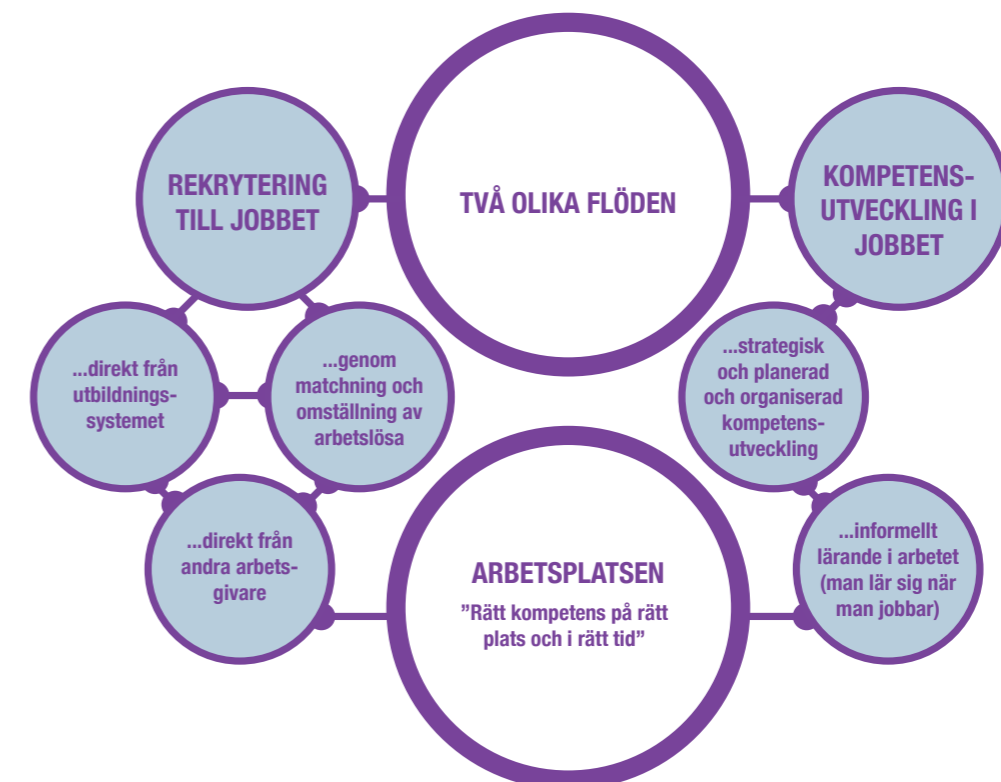 TVÅ OLIKA FLÖDEN
REKRYTERING
TILL JOBBET
...direkt från
utbildnings-
systemet
...genom
matchning och
omställning av
arbetslösa
...direkt från
andra arbets-
givare
KOMPETENS-
UTVECKLING I
JOBBET
...strategisk
och planerad
och organiserad
kompetens-
utveckling
...informellt
lärande i arbetet
(man lär sig när
man jobbar)
ARBETSPLATSEN
”Rätt kompetens på rätt
plats och i rätt tid”